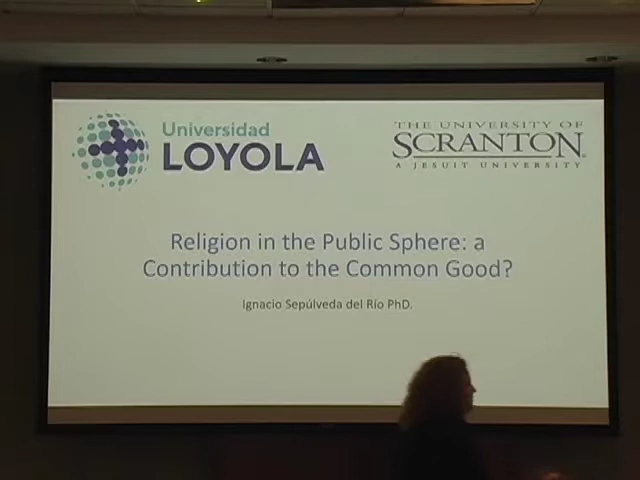 Universidad
LOYOLA
THE UNIVERSITY OF
SCRANTON
A JESUIT UNIVERSITY
Religion in the Public Sphere: a
Contribution to the Common Good?
Ignacio Sepúlveda del Río PhD.